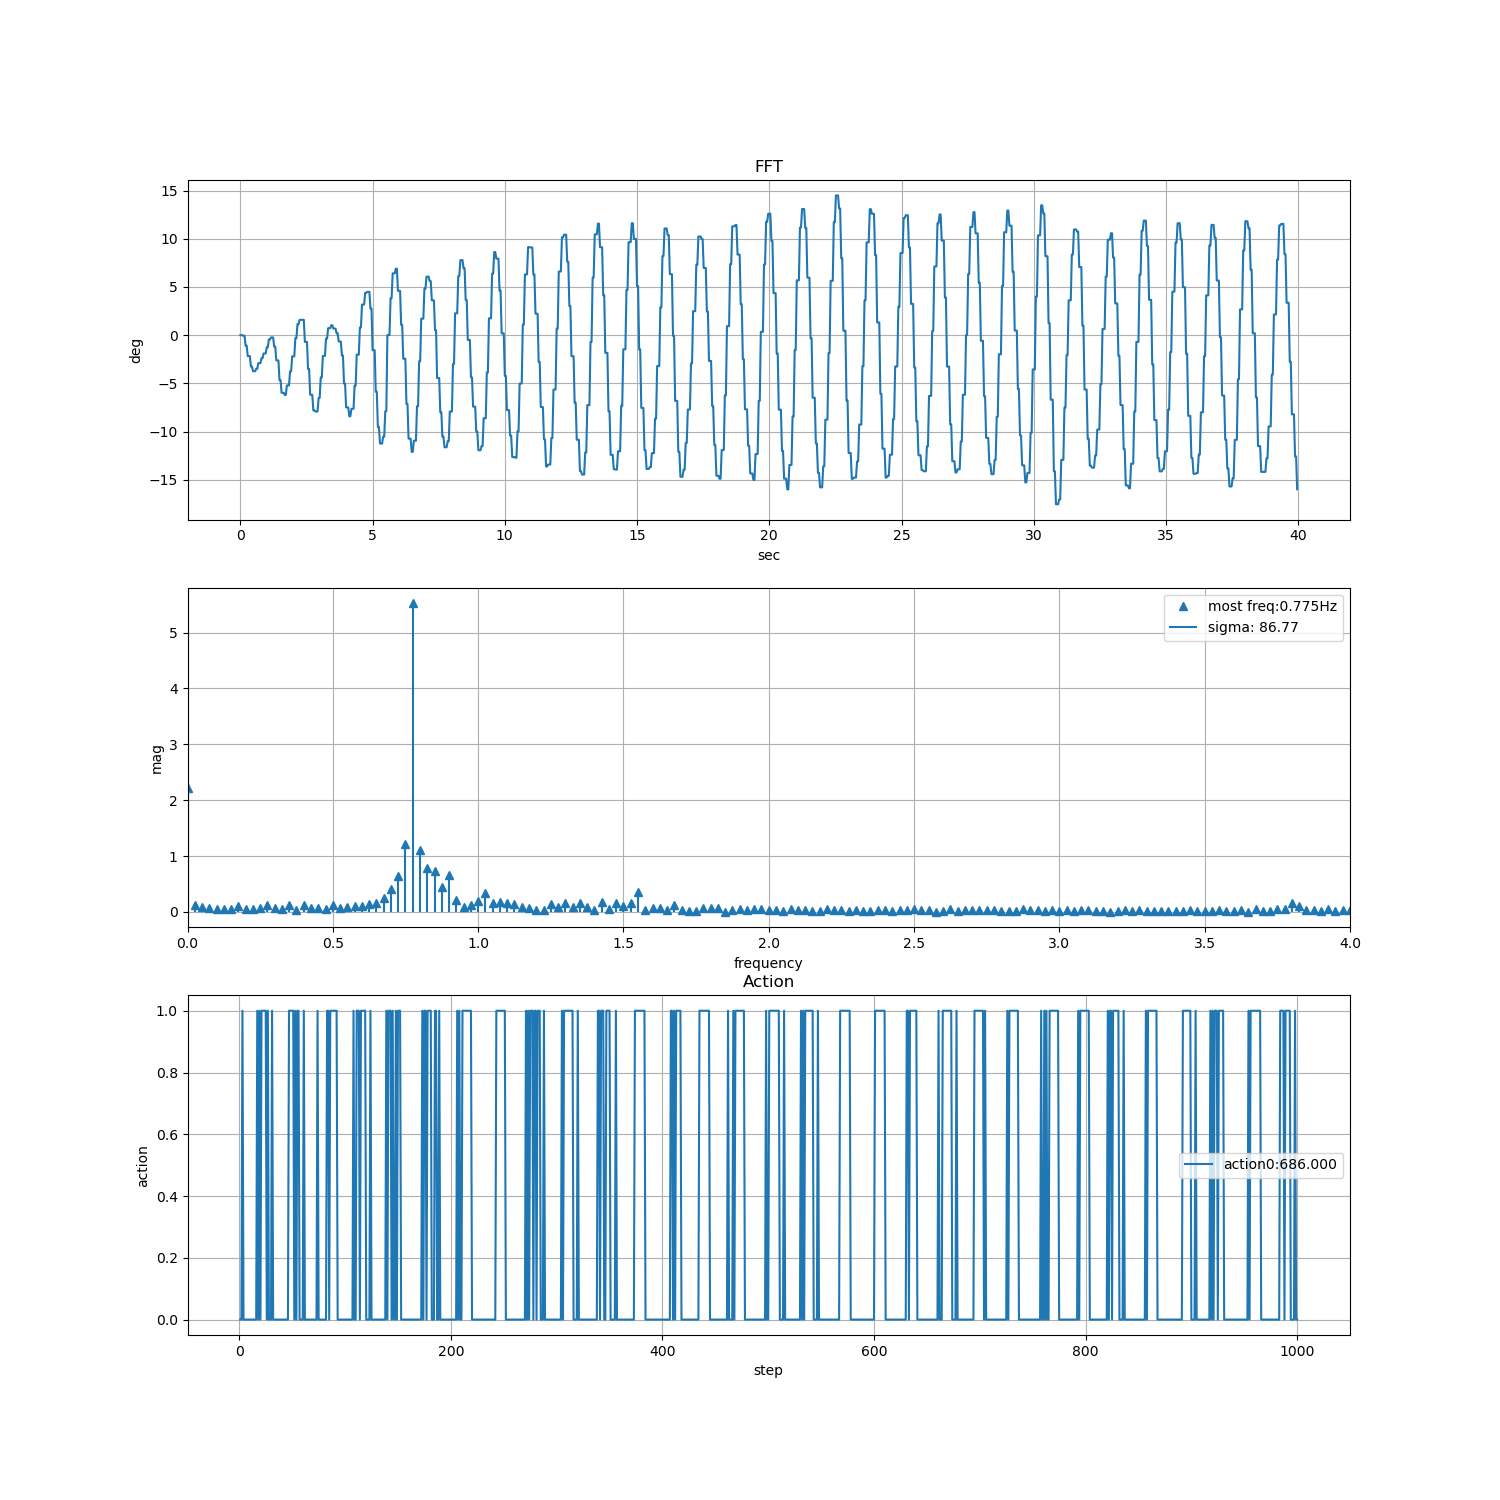 FFT
15
10
5
0
−5
−10
−15
deg
0 5 10 15 20 25 30 35 40
sec
most freq:0.775Hz
sigma: 86.77
5
4
3
2
1
0
mag
0.0 0.5 1.0 1.5 2.0 2.5 3.0 3.5 4.0
frequency
Action
1.0
0.8
0.6
0.4
0.2
0.0
action
action0:686.000
0 200 400 600 800 1000
step